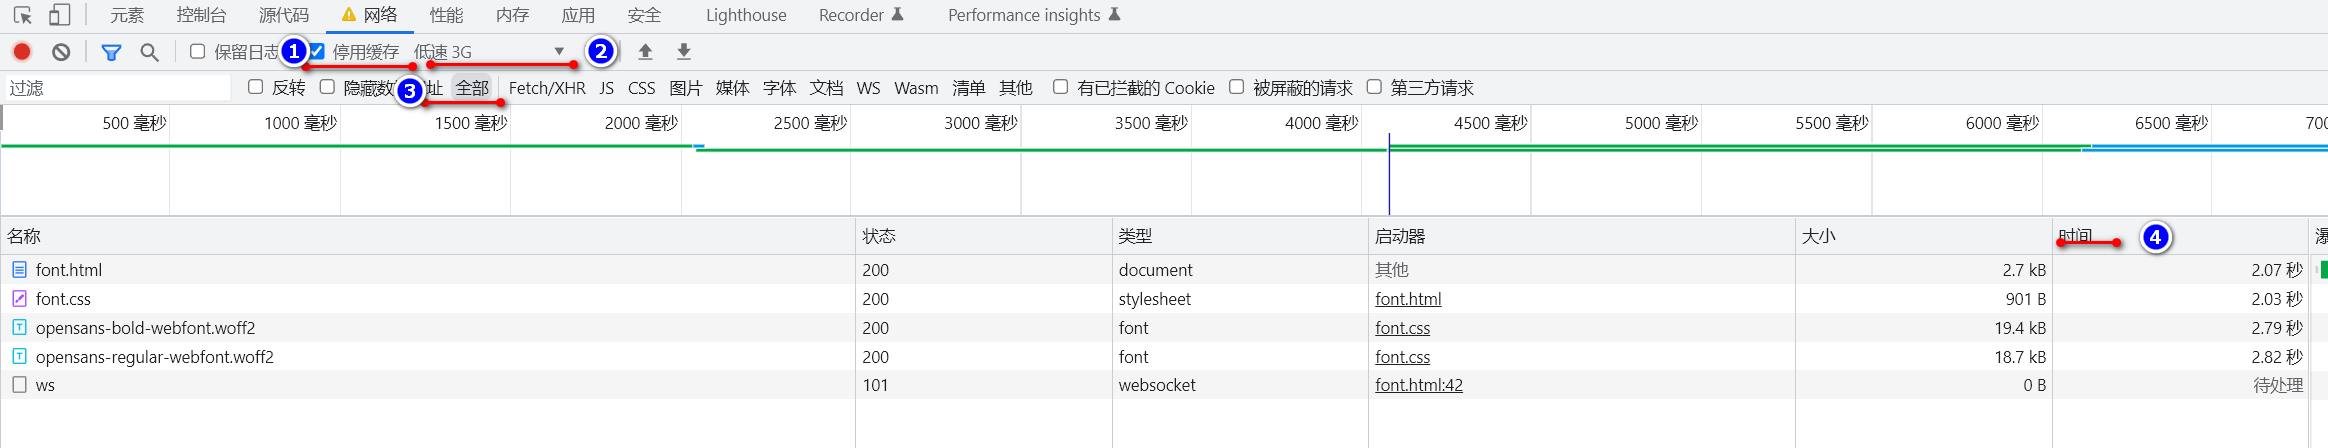 元素 控制台 源代码 网络 性能 内存 应用 安全 Lighthouse Recorder Performance insights
保留日志 1 停用缓存 低速 3G 2
过滤 反转 隐藏数 3 址 全部 Fetch/XHR JS CSS 图片 媒体 字体 文档 WS Wasm 清单 其他 有已拦截的 Cookie 被屏蔽的请求 第三方请求
500 毫秒 1000 毫秒 1500 毫秒 2000 毫秒 2500 毫秒 3000 毫秒 3500 毫秒 4000 毫秒 4500 毫秒 5000 毫秒 5500 毫秒 6000 毫秒 6500 毫秒 700
名称 状态 类型 启动器 大小 时间 4 瀑
font.html 200 document 其他 2.7 kB 2.07 秒
font.css 200 stylesheet font.html 901 B 2.03 秒
opensans-bold-webfont.woff2 200 font font.css 19.4 kB 2.79 秒
opensans-regular-webfont.woff2 200 font font.css 18.7 kB 2.82 秒
ws 101 websocket font.html:42 0 B 待处理